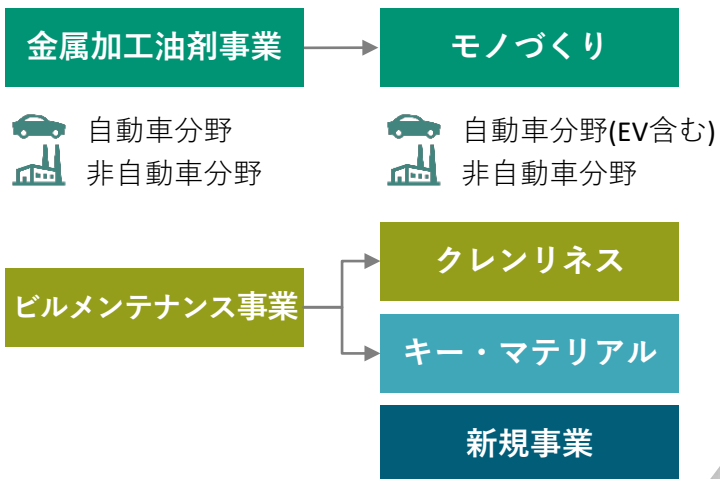 金属加工油剤事業
モノづくり
自動車分野
非自動車分野
自動車分野(EV含む)
非自動車分野
ビルメンテナンス事業
クレンリネス
キー・マテリアル
新規事業